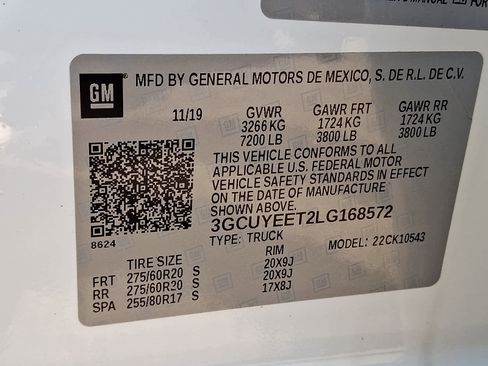 MANUAL
FOR
GM
MFD BY GENERAL MOTORS DE MEXICO, S. DE R.L. DE C.V.
11/19 GVWR GAWR FRT GAWR RR
3266 KG 1724 KG 1724 KG
7200 LB 3800 LB 3800 LB
THIS VEHICLE CONFORMS TO ALL
APPLICABLE U.S. FEDERAL MOTOR
VEHICLE SAFETY STANDARDS IN EFFECT
ON THE DATE OF MANUFACTURE SHOWN ABOVE.
3GCUYEET2LG168572
8624
TYPE: TRUCK MODEL: 22CK10543
TIRE SIZE RIM
FRT 275/60R20 S 20X9J
RR 275/60R20 S 20X9J
SPA 255/80R17 S 17X8J